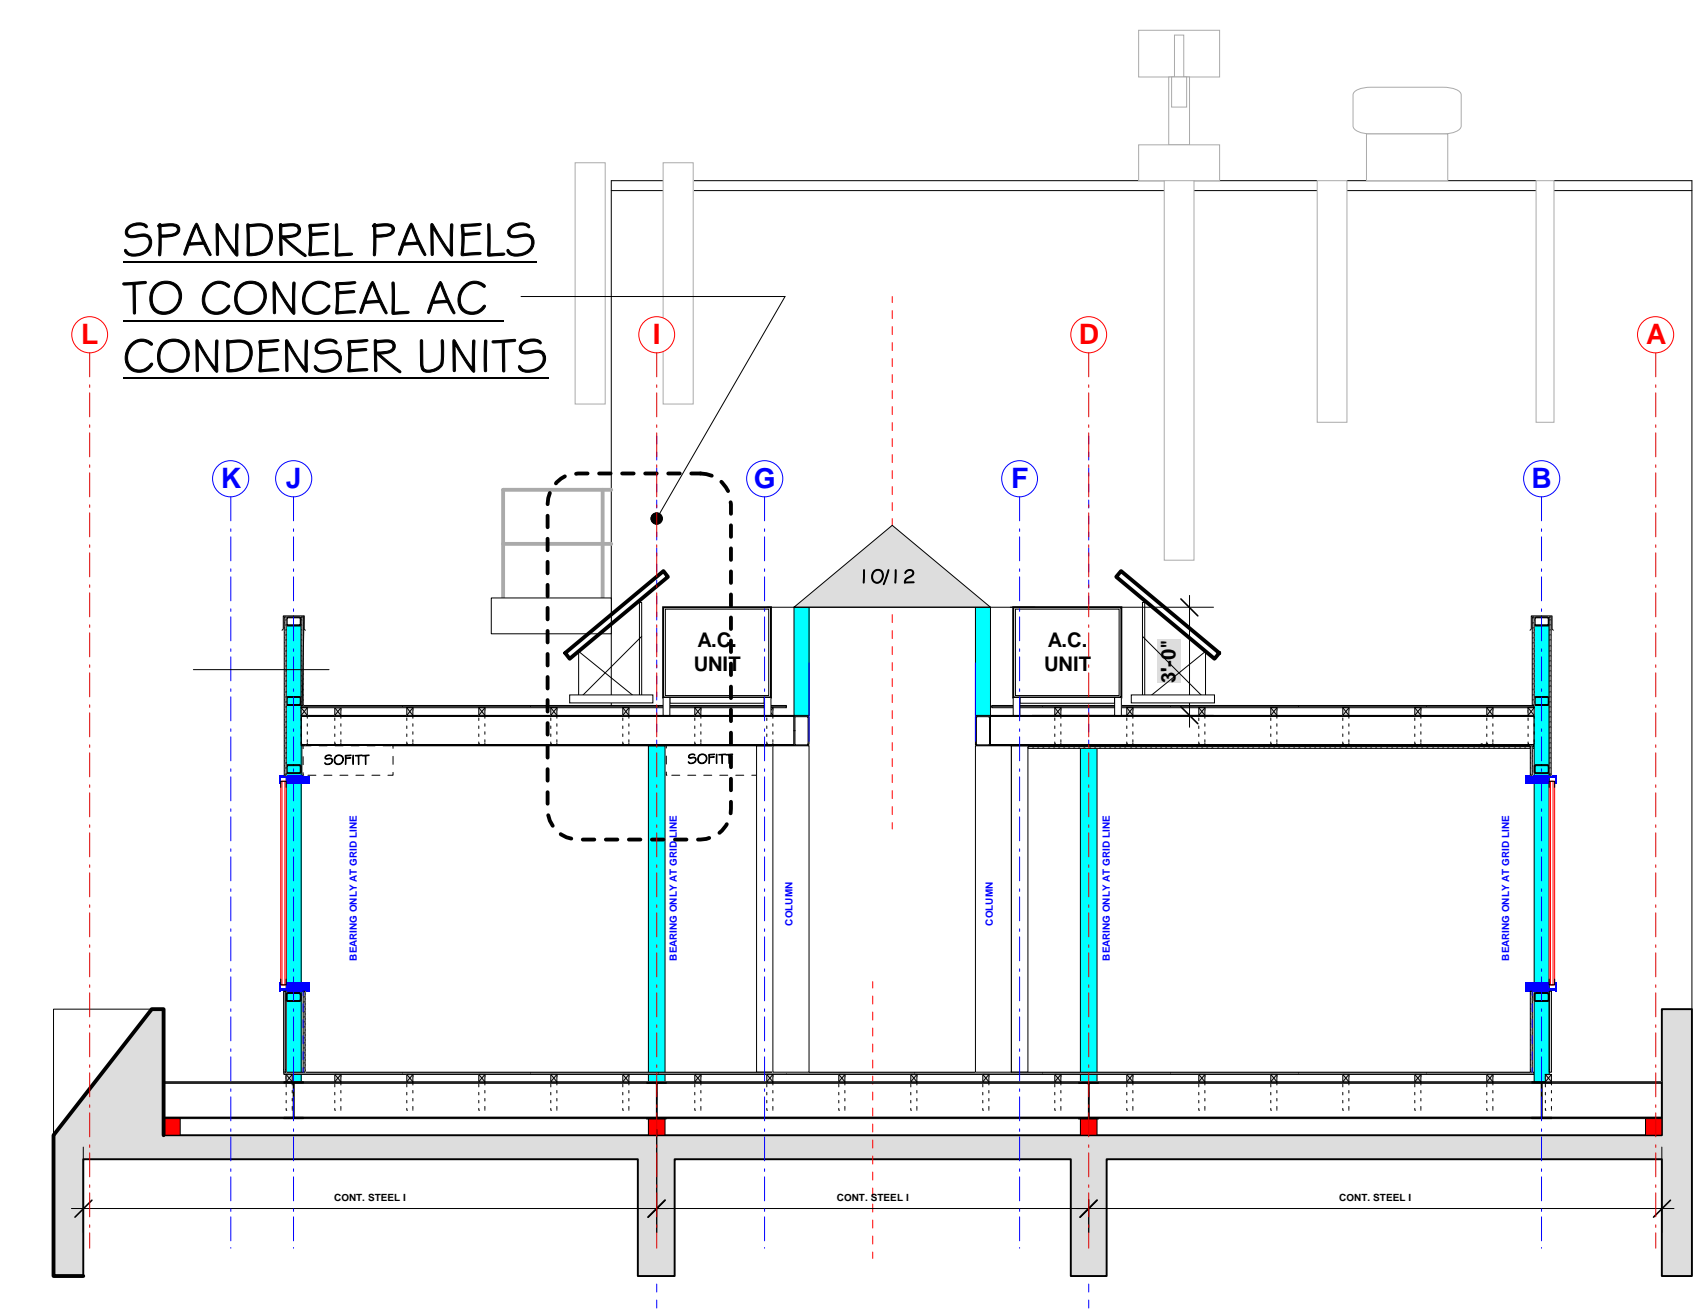 SPANDREL PANELS
TO CONCEAL AC
CONDENSER UNITS
L
I
D
A
K
J
G
F
B
10/12
A.C.
UNIT
A.C.
UNIT
3'-0"
SOFITT
SOFITT
BEARING ONLY AT GRID LINE
BEARING ONLY AT GRID LINE
COLUMN
COLUMN
BEARING ONLY AT GRID LINE
BEARING ONLY AT GRID LINE
CONT. STEEL I
CONT. STEEL I
CONT. STEEL I